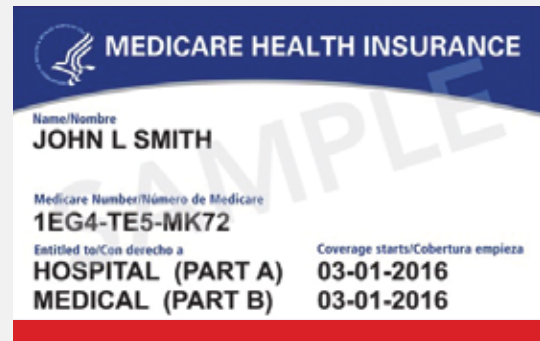 MEDICARE HEALTH INSURANCE
Name/Nombre
JOHN L SMITH
SAMPLE
Medicare Number/Número de Medicare
1EG4-TE5-MK72
Entitled to/Con derecho a Coverage starts/Cobertura empieza
HOSPITAL (PART A) 03-01-2016
MEDICAL (PART B) 03-01-2016